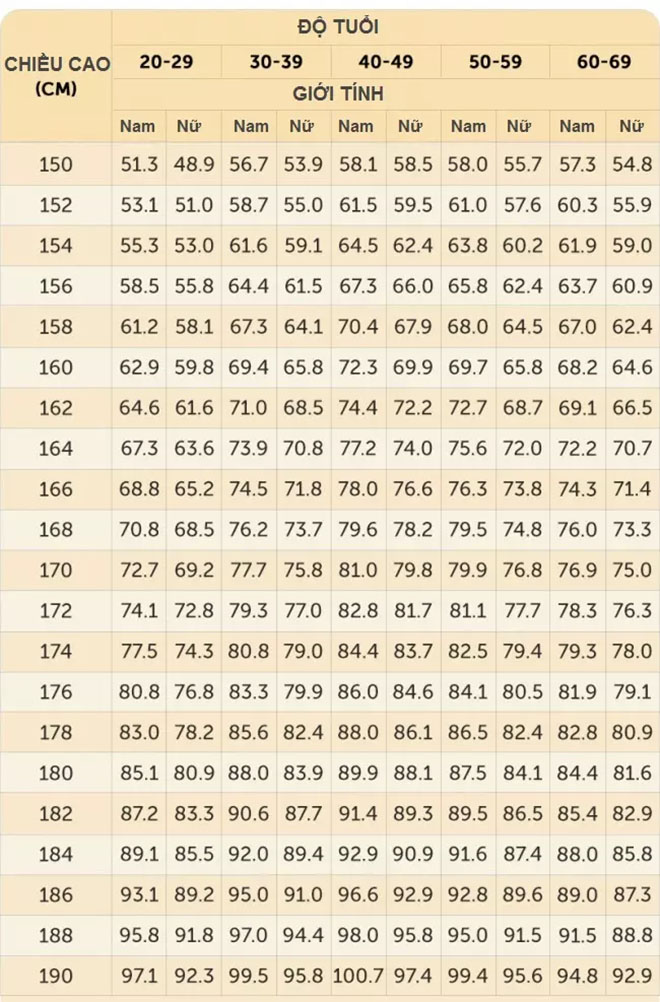 ĐỘ TUỔI
CHIỀU CAO (CM) 20-29 30-39 40-49 50-59 60-69
GIỚI TÍNH
Nam Nữ Nam Nữ Nam Nữ Nam Nữ Nam Nữ
150 51.3 48.9 56.7 53.9 58.1 58.5 58.0 55.7 57.3 54.8
152 53.1 51.0 58.7 55.0 61.5 59.5 61.0 57.6 60.3 55.9
154 55.3 53.0 61.6 59.1 64.5 62.4 63.8 60.2 61.9 59.0
156 58.5 55.8 64.4 61.5 67.3 66.0 65.8 62.4 63.7 60.9
158 61.2 58.1 67.3 64.1 70.4 67.9 68.0 64.5 67.0 62.4
160 62.9 59.8 69.4 65.8 72.3 69.9 69.7 65.8 68.2 64.6
162 64.6 61.6 71.0 68.5 74.4 72.2 72.7 68.7 69.1 66.5
164 67.3 63.6 73.9 70.8 77.2 74.0 75.6 72.0 72.2 70.7
166 68.8 65.2 74.5 71.8 78.0 76.6 76.3 73.8 74.3 71.4
168 70.8 68.5 76.2 73.7 79.6 78.2 79.5 74.8 76.0 73.3
170 72.7 69.2 77.7 75.8 81.0 79.8 79.9 76.8 76.9 75.0
172 74.1 72.8 79.3 77.0 82.8 81.7 81.1 77.7 78.3 76.3
174 77.5 74.3 80.8 79.0 84.4 83.7 82.5 79.4 79.3 78.0
176 80.8 76.8 83.3 79.9 86.0 84.6 84.1 80.5 81.9 79.1
178 83.0 78.2 85.6 82.4 88.0 86.1 86.5 82.4 82.8 80.9
180 85.1 80.9 88.0 83.9 89.9 88.1 87.5 84.1 84.4 81.6
182 87.2 83.3 90.6 87.7 91.4 89.3 89.5 86.5 85.4 82.9
184 89.1 85.5 92.0 89.4 92.9 90.9 91.6 87.4 88.0 85.8
186 93.1 89.2 95.0 91.0 96.6 92.9 92.8 89.6 89.0 87.3
188 95.8 91.8 97.0 94.4 98.0 95.8 95.0 91.5 91.5 88.8
190 97.1 92.3 99.5 95.8 100.7 97.4 99.4 95.6 94.8 92.9